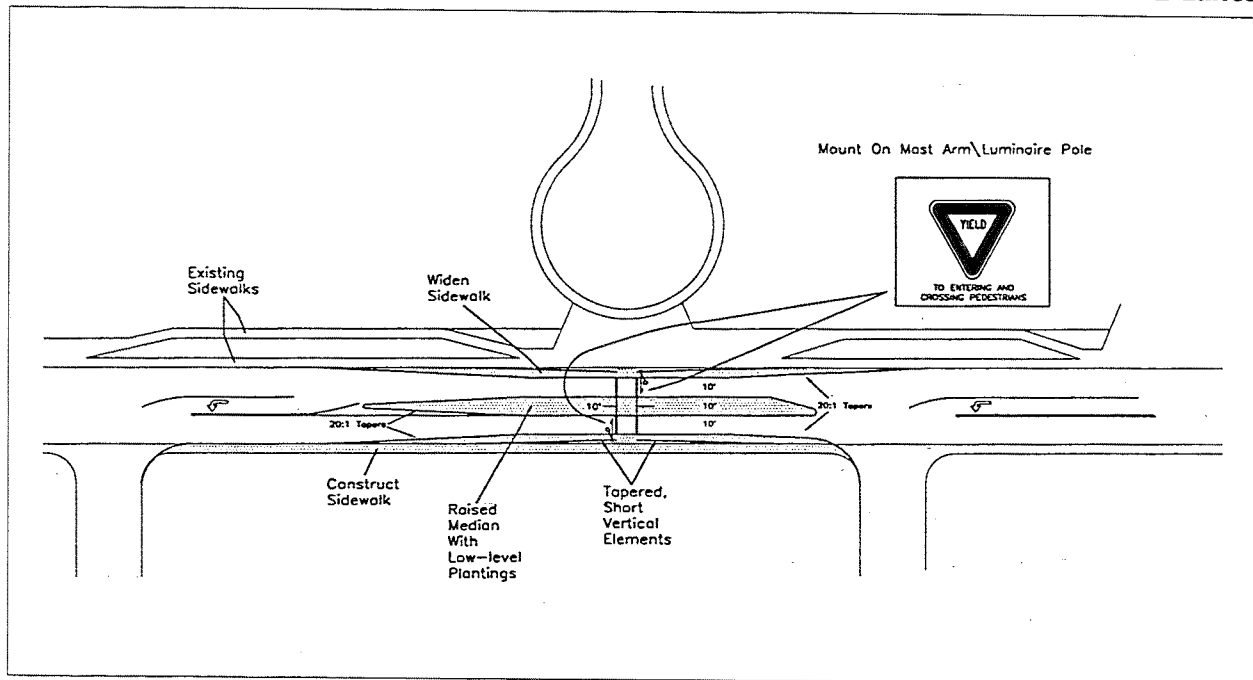 Mount On Mast Arm\Luminaire Pole
YIELD
TO ENTERING AND
CROSSING PEDESTRIANS
Existing
Sidewalks
Widen
Sidewalk
10'
10'
10'
10'
20:1 Tapers
20:1 Tapers
Construct
Sidewalk
Raised
Median
With
Low-level
Plantings
Tapered,
Short
Vertical
Elements